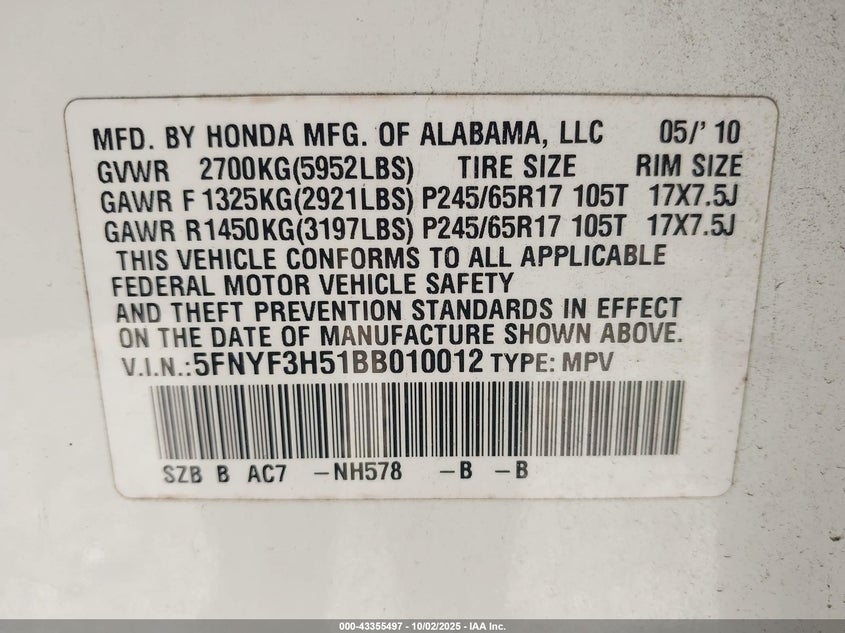 MFD. BY HONDA MFG. OF ALABAMA, LLC 05/' 10
GVWR 2700KG(5952LBS) TIRE SIZE RIM SIZE
GAWR F 1325KG(2921LBS) P245/65R17 105T 17X7.5J
GAWR R1450KG(3197LBS) P245/65R17 105T 17X7.5J
THIS VEHICLE CONFORMS TO ALL APPLICABLE
FEDERAL MOTOR VEHICLE SAFETY
AND THEFT PREVENTION STANDARDS IN EFFECT
ON THE DATE OF MANUFACTURE SHOWN ABOVE.
V.I.N.:5FNYF3H51BB010012 TYPE: MPV
SZB B AC7 -NH578 -B -B
000-43355497 - 10/02/2025 - IAA Inc.